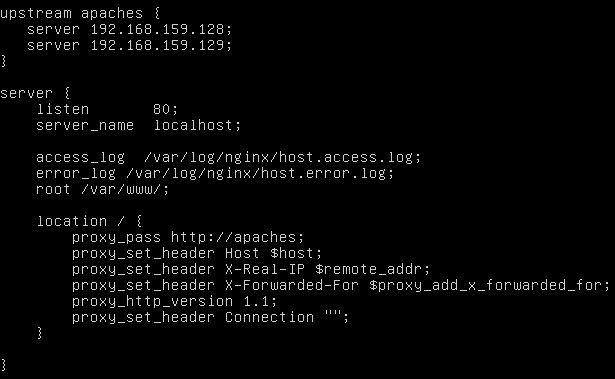 upstream apaches {
   server 192.168.159.128;
   server 192.168.159.129;
}

server {
    listen       80;
    server_name  localhost;

    access_log  /var/log/nginx/host.access.log;
    error_log /var/log/nginx/host.error.log;
    root /var/www/;

    location / {
        proxy_pass http://apaches;
        proxy_set_header Host $host;
        proxy_set_header X-Real-IP $remote_addr;
        proxy_set_header X-Forwarded-For $proxy_add_x_forwarded_for;
        proxy_http_version 1.1;
        proxy_set_header Connection "";
    }

}